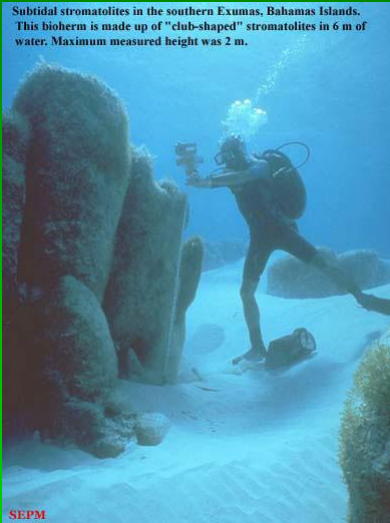 Subtidal stromatolites in the southern Exumas, Bahamas Islands.
This bioherm is made up of "club-shaped" stromatolites in 6 m of
water. Maximum measured height was 2 m.
SEPM